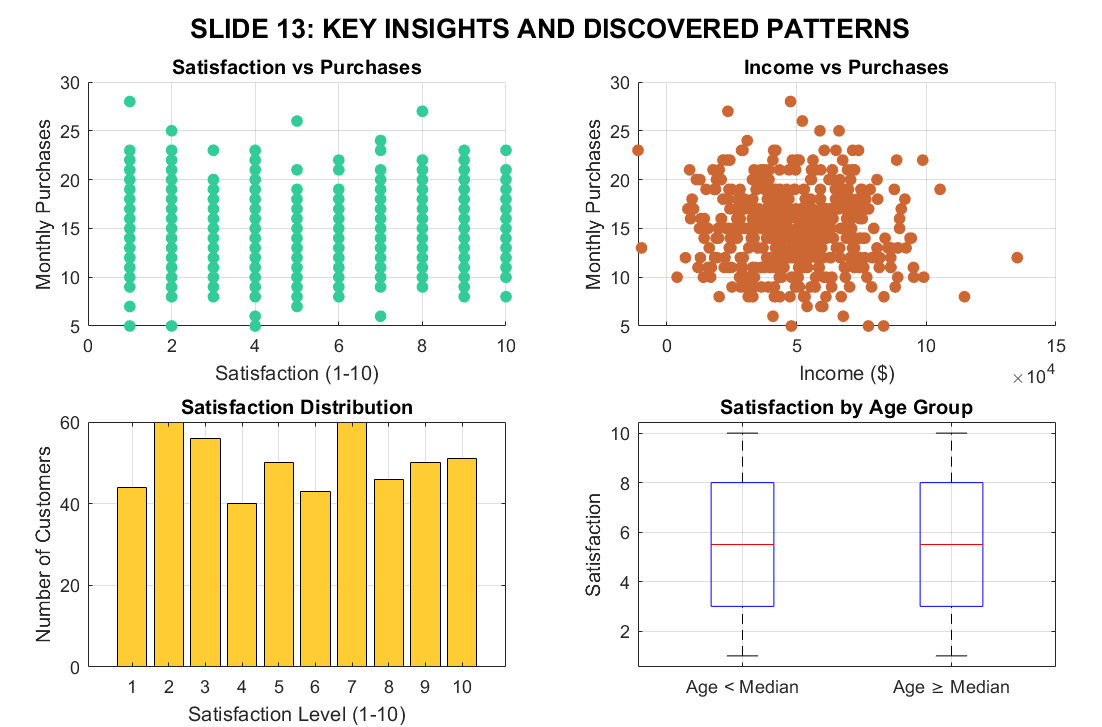 SLIDE 13: KEY INSIGHTS AND DISCOVERED PATTERNS
Satisfaction vs Purchases
Monthly Purchases
30
25
20
15
10
5
0 2 4 6 8 10
Satisfaction (1-10)
Income vs Purchases
Monthly Purchases
30
25
20
15
10
5
0 5 10 15
×10⁴
Income ($)
Satisfaction Distribution
Number of Customers
60
40
20
0
1 2 3 4 5 6 7 8 9 10
Satisfaction Level (1-10)
Satisfaction by Age Group
Satisfaction
10
8
6
4
2
Age < Median Age ≥ Median